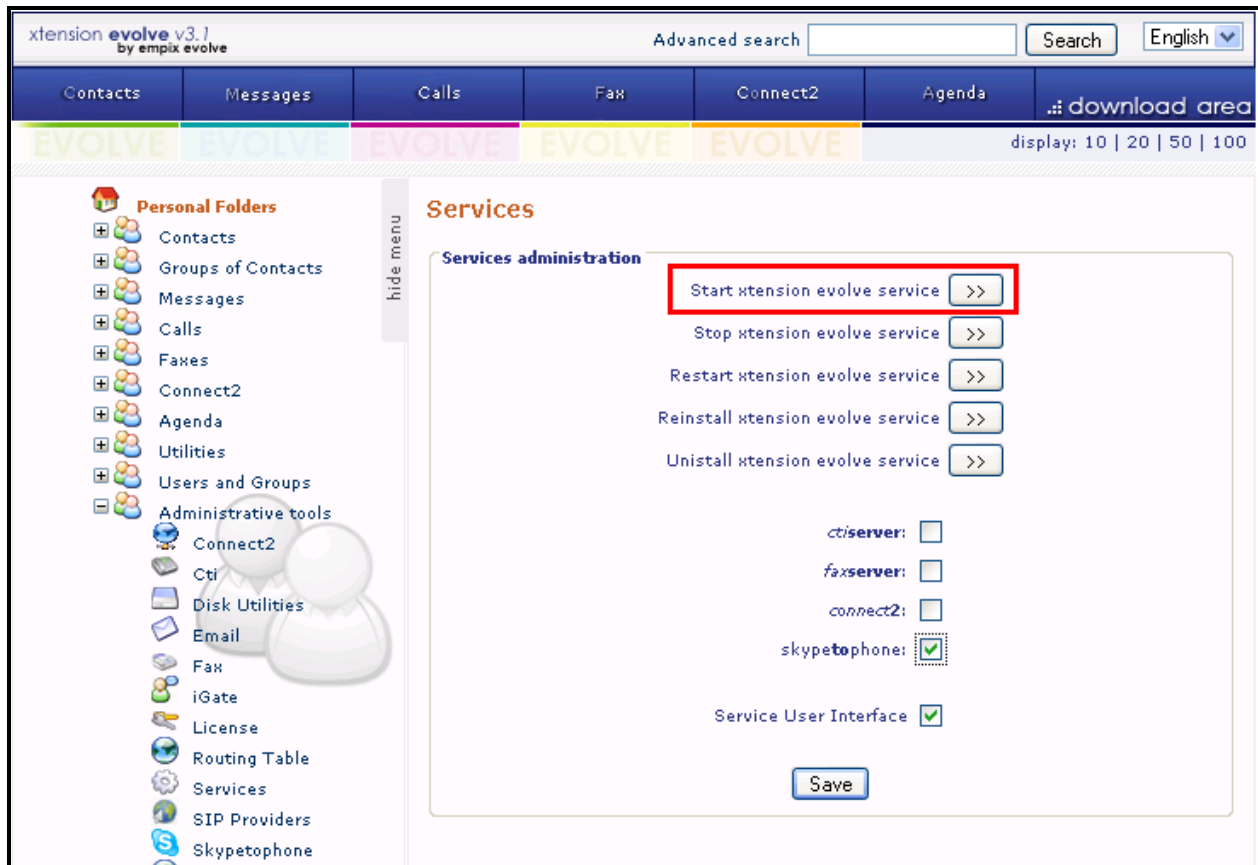 xtension evolve v3.1
by empix evolve
Advanced search
Search
English
Contacts Messages Calls Fax Connect2 Agenda .:: download area
EVOLVE EVOLVE EVOLVE EVOLVE EVOLVE
display: 10 | 20 | 50 | 100
Personal Folders
Contacts
Groups of Contacts
Messages
Calls
Faxes
Connect2
Agenda
Utilities
Users and Groups
Administrative tools
Connect2
Cti
Disk Utilities
Email
Fax
iGate
License
Routing Table
Services
SIP Providers
Skypetophone
hide menu
Services
Services administration
Start xtension evolve service >>
Stop xtension evolve service >>
Restart xtension evolve service >>
Reinstall xtension evolve service >>
Unistall xtension evolve service >>
ctiserver:
faxserver:
connect2:
skypetophone:
Service User Interface
Save